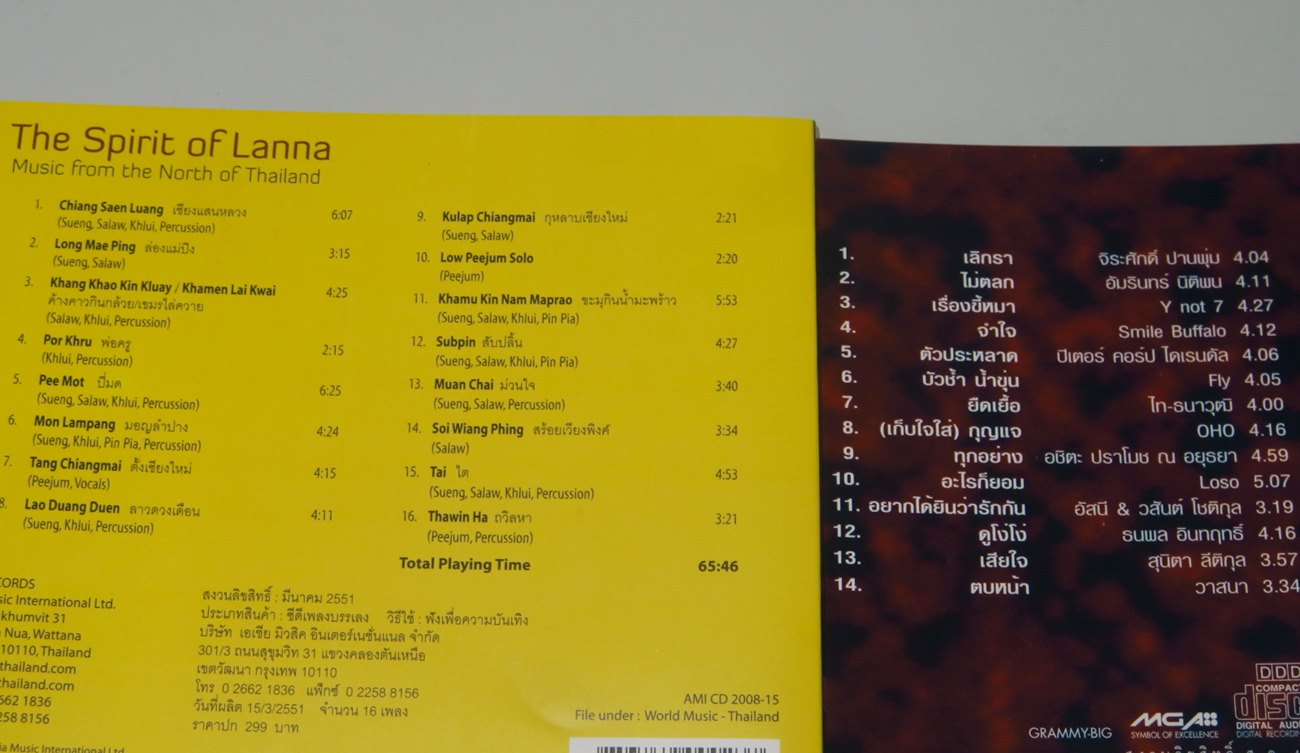 The Spirit of Lanna
Music from the North of Thailand
1. Chiang Saen Luang เชียงแสนหลวง 6:07
(Sueng, Salaw, Khlui, Percussion)
2. Long Mae Ping ล่องแม่ปิง 3:15
(Sueng, Salaw)
3. Khang Khao Kin Kluay / Khamen Lai Kwai 4:25
ค้างคาวกินกล้วย/เขมรไล่ควาย
(Salaw, Khlui, Percussion)
4. Por Khru พ่อครู 2:15
(Khlui, Percussion)
5. Pee Mot ปี่มด 6:25
(Sueng, Salaw, Khlui, Percussion)
6. Mon Lampang มอญลำปาง 4:24
(Sueng, Khlui, Pin Pia, Percussion)
7. Tang Chiangmai ตั้งเชียงใหม่ 4:15
(Peejum, Vocals)
8. Lao Duang Duen ลาวดวงเดือน 4:11
(Sueng, Khlui, Percussion)
9. Kulap Chiangmai กุหลาบเชียงใหม่ 2:21
(Sueng, Salaw)
10. Low Peejum Solo 2:20
(Peejum)
11. Khamu Kin Nam Maprao ขะมุกินน้ำมะพร้าว 5:53
(Sueng, Salaw, Khlui, Pin Pia)
12. Subpin สับปลิ้น 4:27
(Sueng, Salaw, Khlui, Pin Pia)
13. Muan Chai ม่วนใจ 3:40
(Sueng, Salaw, Percussion)
14. Soi Wiang Phing สร้อยเวียงพิงค์ 3:34
(Salaw)
15. Tai ไต 4:53
(Sueng, Salaw, Khlui, Percussion)
16. Thawin Ha ถวิลหา 3:21
(Peejum, Percussion)
Total Playing Time 65:46
CORDS
sic International Ltd.
khumvit 31
Nua, Wattana
10110, Thailand
thailand.com
thailand.com
662 1836
258 8156
ia Music International Ltd
สงวนลิขสิทธิ์ : มีนาคม 2551
ประเภทสินค้า : ซีดีเพลงบรรเลง วิธีใช้ : ฟังเพื่อความบันเทิง
บริษัท เอเชีย มิวสิค อินเตอร์เนชั่นแนล จำกัด
301/3 ถนนสุขุมวิท 31 แขวงคลองตันเหนือ
เขตวัฒนา กรุงเทพ 10110
โทร 0 2662 1836 แฟ็กซ์ 0 2258 8156
วันที่ผลิต 15/3/2551 จำนวน 16 เพลง
ราคาปก 299 บาท
AMI CD 2008-15
File under : World Music - Thailand
1. เลิกรา จิระศักดิ์ ปานพุ่ม 4.04
2. ไม่ตลก อัมรินทร์ นิติพน 4.11
3. เรื่องขี้หมา Y not 7 4.27
4. จำใจ Smile Buffalo 4.12
5. ตัวประหลาด ปีเตอร์ คอร์ป ไดเรนดัล 4.06
6. บัวช้ำ น้ำขุ่น Fly 4.05
7. ยืดเยื้อ ไท-ธนาวุฒิ 4.00
8. (เก็บใจใส่) กุญแจ OHO 4.16
9. ทุกอย่าง อชิตะ ปราโมช ณ อยุธยา 4.59
10. อะไรก็ยอม Loso 5.07
11. อยากได้ยินว่ารักกัน อัสนี & วสันต์ โชติกุล 3.19
12. ดูโง่โง่ ธนพล อินทฤทธิ์ 4.16
13. เสียใจ สุนิตา ลีติกุล 3.57
14. ตบหน้า วาสนา 3.34
GRAMMY-BIG
MGA
SYMBOL OF EXCELLENCE
DDD
COMPACT
disc
DIGITAL AUDIO
DIGITAL RECORDING